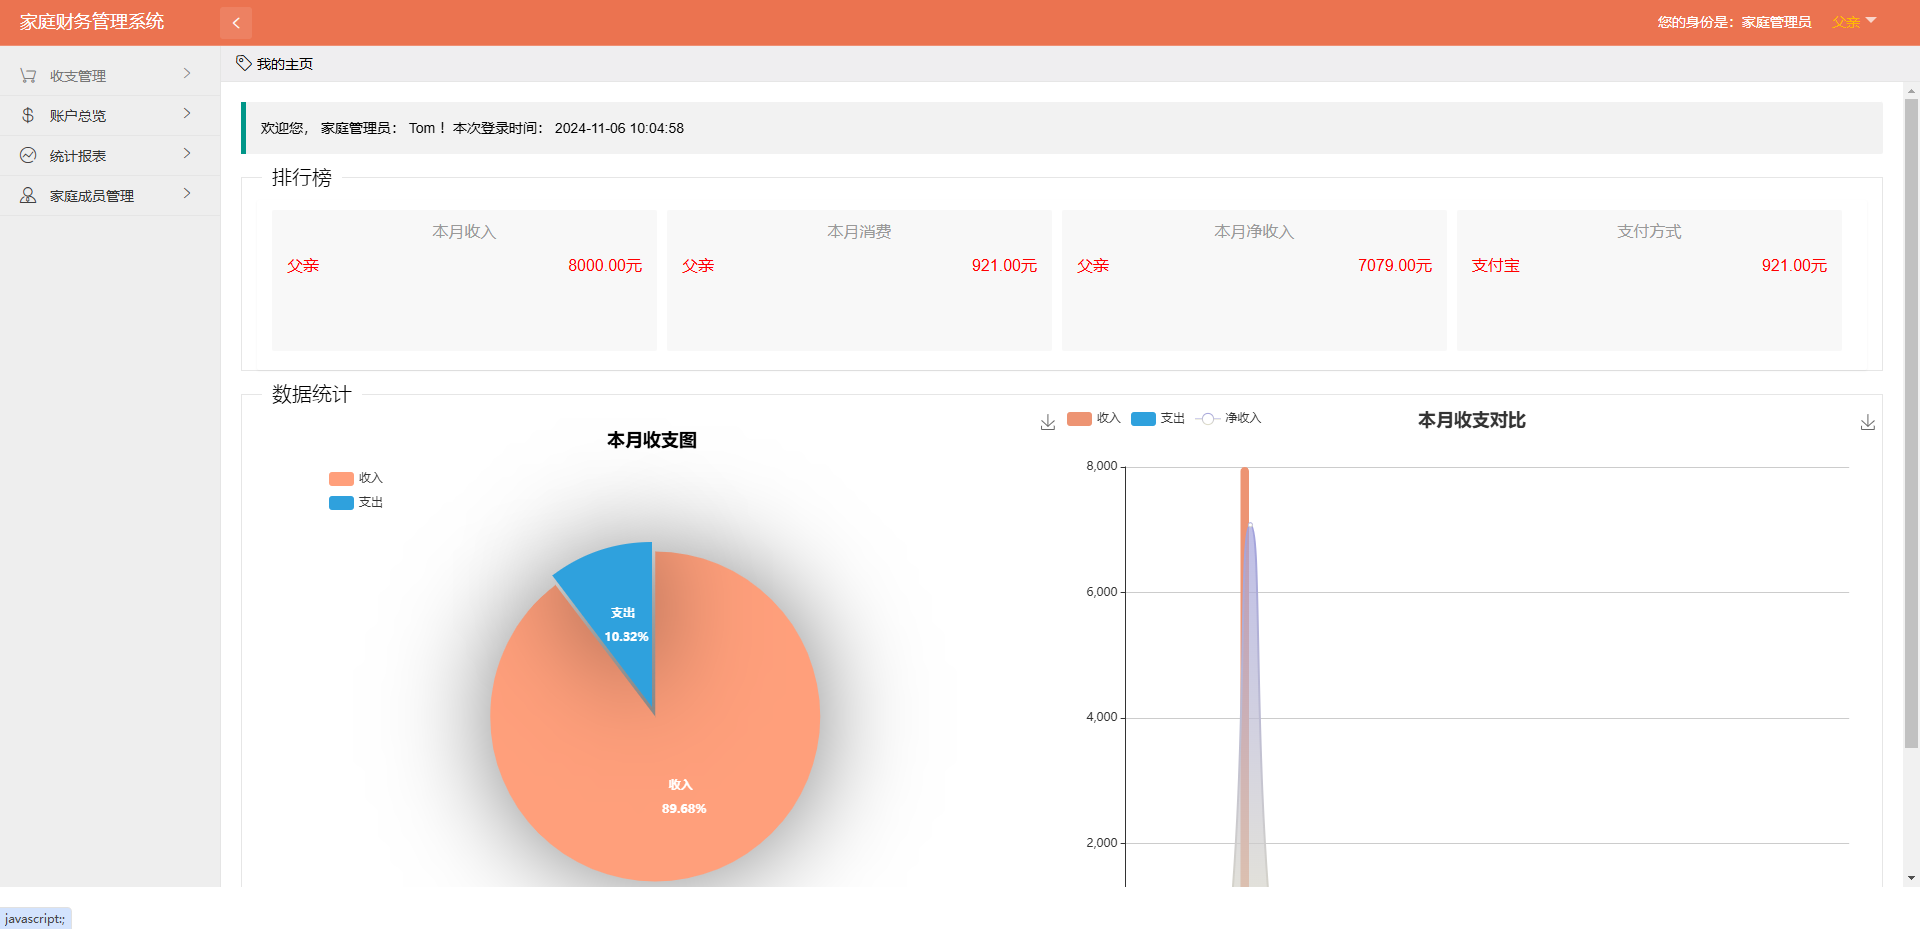 家庭财务管理系统
您的身份是：家庭管理员 父亲
收支管理
账户总览
统计报表
家庭成员管理
我的主页
欢迎您， 家庭管理员： Tom ！本次登录时间： 2024-11-06 10:04:58
排行榜
本月收入
父亲 8000.00元
本月消费
父亲 921.00元
本月净收入
父亲 7079.00元
支付方式
支付宝 921.00元
数据统计
本月收支图
收入
支出
支出
10.32%
收入
89.68%
收入 支出 净收入
本月收支对比
8,000
6,000
4,000
2,000
javascript:;